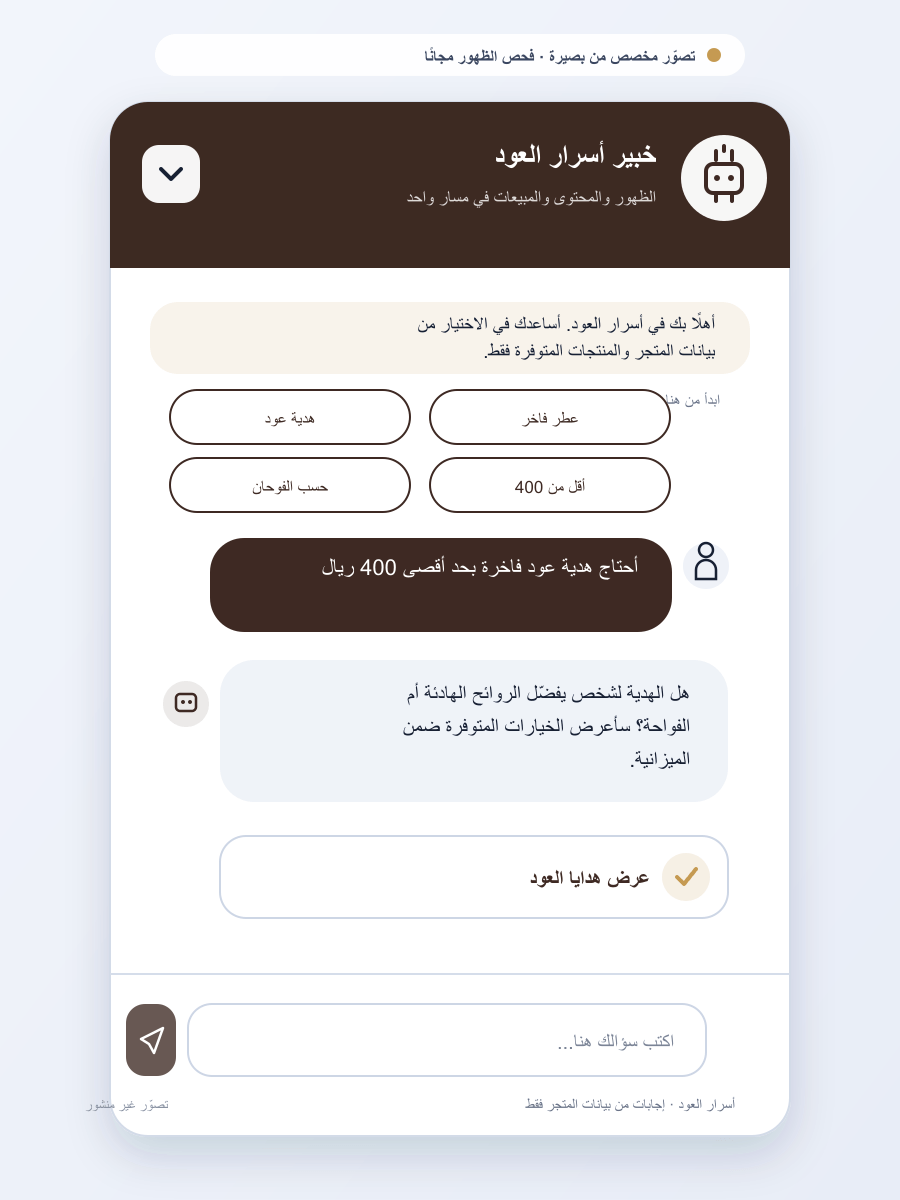 تصوّر مخصص من بصيرة · فحص الظهور مجانًا
خبير أسرار العود
الظهور والمحتوى والمبيعات في مسار واحد
أهلًا بك في أسرار العود. أساعدك في الاختيار من
بيانات المتجر والمنتجات المتوفرة فقط.
ابدأ من هنا
عطر فاخر
هدية عود
أقل من 400
حسب الفوحان
أحتاج هدية عود فاخرة بحد أقصى 400 ريال
هل الهدية لشخص يفضّل الروائح الهادئة أم
الفواحة؟ سأعرض الخيارات المتوفرة ضمن
الميزانية.
عرض هدايا العود
اكتب سؤالك هنا...
أسرار العود · إجابات من بيانات المتجر فقط
تصوّر غير منشور